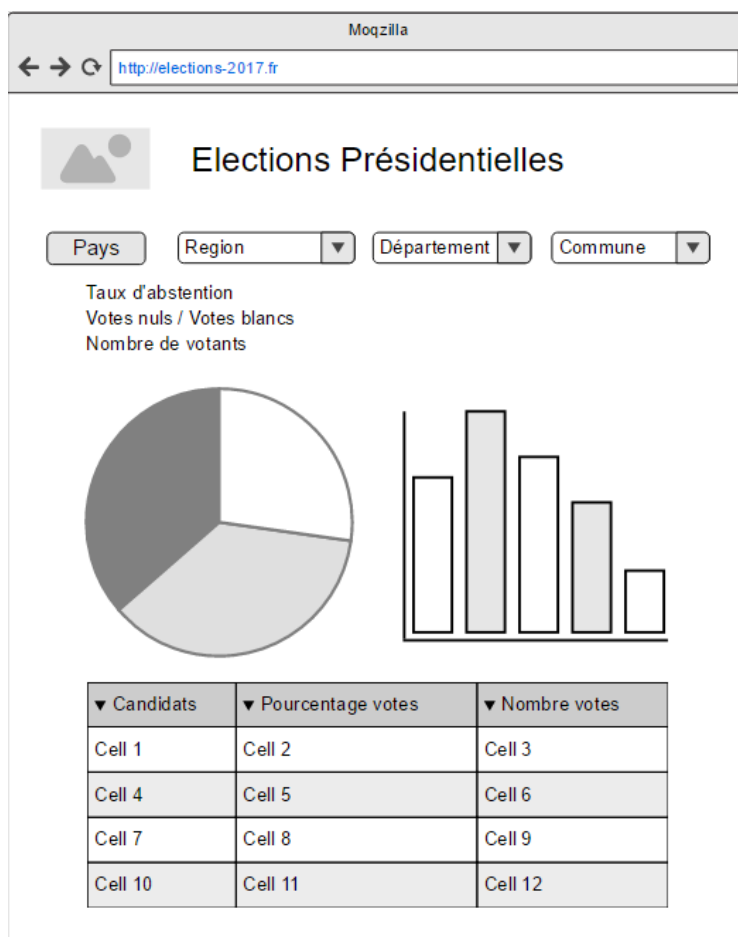 Moqzilla
http://elections-2017.fr
Elections Présidentielles
Pays Region Département Commune
Taux d'abstention
Votes nuls / Votes blancs
Nombre de votants
Candidats Pourcentage votes Nombre votes
Cell 1 Cell 2 Cell 3
Cell 4 Cell 5 Cell 6
Cell 7 Cell 8 Cell 9
Cell 10 Cell 11 Cell 12